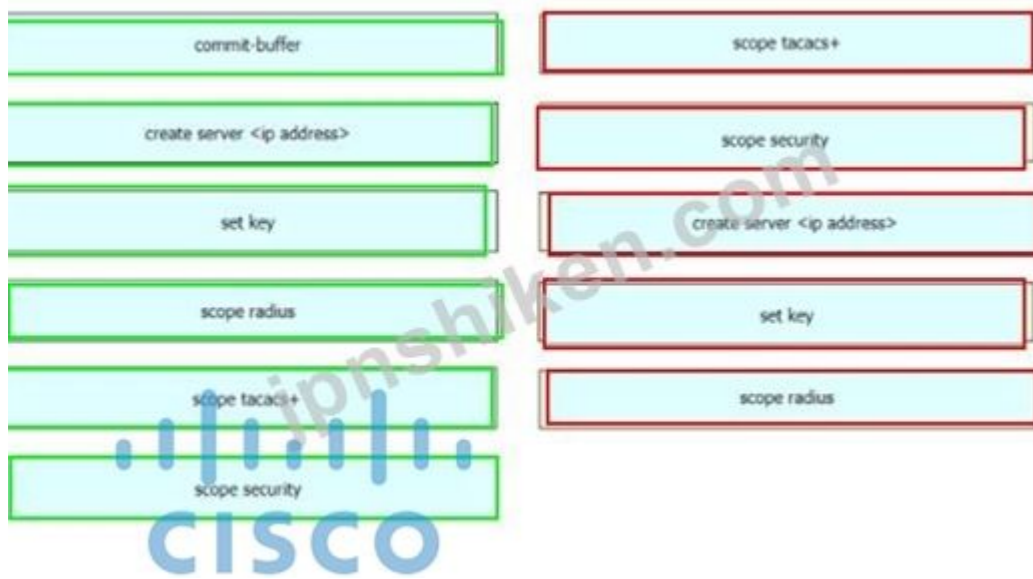 commit-buffer
create server <ip address>
set key
scope radius
scope tacacs+
scope security
scope tacacs+
scope security
create server <ip address>
set key
scope radius
jpnshiken.com
CISCO